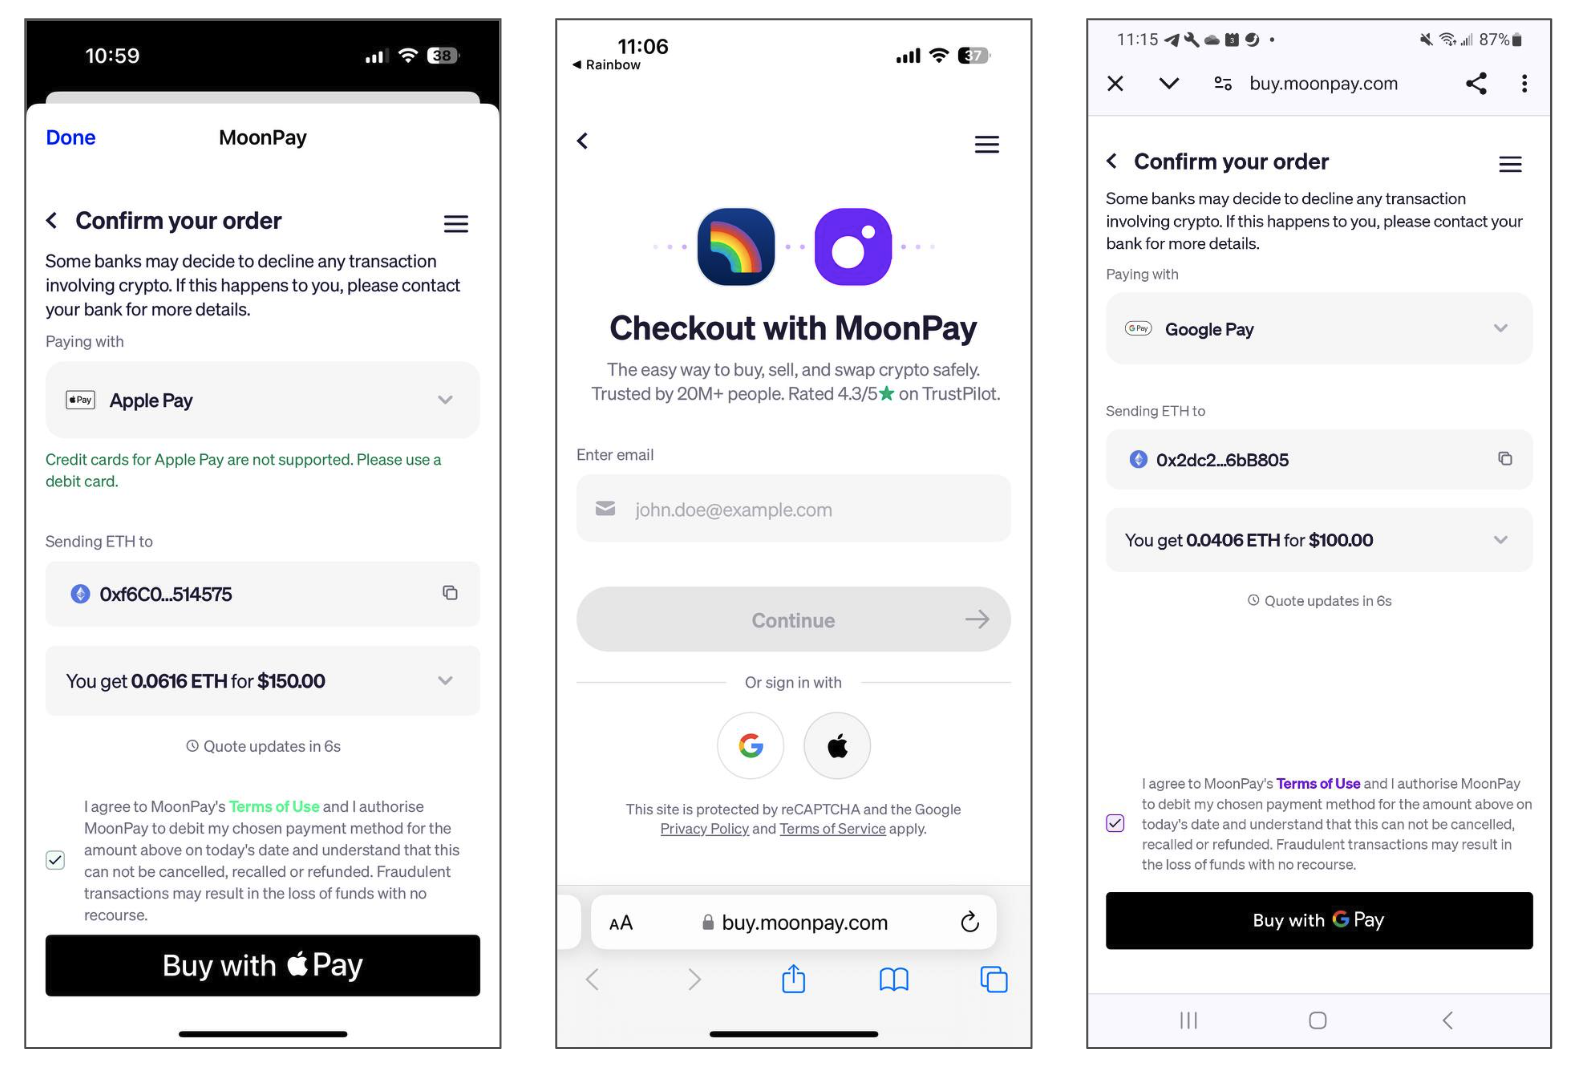 10:59
38
Done
MoonPay
Confirm your order
Some banks may decide to decline any transaction
involving crypto. If this happens to you, please contact
your bank for more details.
Paying with
Pay Apple Pay
Credit cards for Apple Pay are not supported. Please use a
debit card.
Sending ETH to
0xf6C0...514575
You get 0.0616 ETH for $150.00
Quote updates in 6s
I agree to MoonPay's Terms of Use and I authorise
MoonPay to debit my chosen payment method for the
amount above on today's date and understand that this
can not be cancelled, recalled or refunded. Fraudulent
transactions may result in the loss of funds with no
recourse.
Buy with Pay
11:06
37
Rainbow
Checkout with MoonPay
The easy way to buy, sell, and swap crypto safely.
Trusted by 20M+ people. Rated 4.3/5★ on TrustPilot.
Enter email
john.doe@example.com
Continue
Or sign in with
G
This site is protected by reCAPTCHA and the Google
Privacy Policy and Terms of Service apply.
AA buy.moonpay.com
11:15
87%
buy.moonpay.com
Confirm your order
Some banks may decide to decline any transaction
involving crypto. If this happens to you, please contact your
bank for more details.
Paying with
G Pay Google Pay
Sending ETH to
0x2dc2...6bB805
You get 0.0406 ETH for $100.00
Quote updates in 6s
I agree to MoonPay's Terms of Use and I authorise MoonPay
to debit my chosen payment method for the amount above on
today's date and understand that this can not be cancelled,
recalled or refunded. Fraudulent transactions may result in
the loss of funds with no recourse.
Buy with G Pay